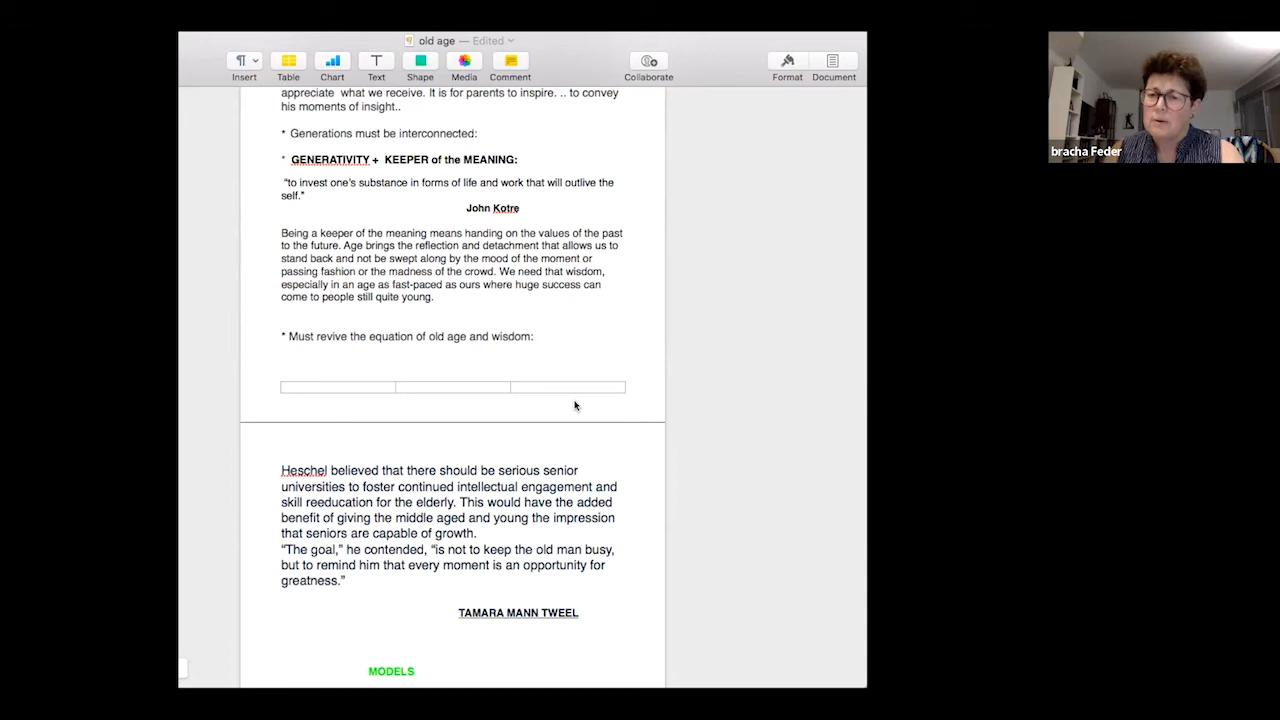 old age — Edited
Insert Table Chart Text Shape Media Comment Collaborate Format Document
appreciate what we receive. It is for parents to inspire. .. to convey
his moments of insight..
* Generations must be interconnected:
* GENERATIVITY + KEEPER of the MEANING:
“to invest one's substance in forms of life and work that will outlive the
self.”
John Kotre
Being a keeper of the meaning means handing on the values of the past
to the future. Age brings the reflection and detachment that allows us to
stand back and not be swept along by the mood of the moment or
passing fashion or the madness of the crowd. We need that wisdom,
especially in an age as fast-paced as ours where huge success can
come to people still quite young.
* Must revive the equation of old age and wisdom:
Heschel believed that there should be serious senior
universities to foster continued intellectual engagement and
skill reeducation for the elderly. This would have the added
benefit of giving the middle aged and young the impression
that seniors are capable of growth.
“The goal,” he contended, “is not to keep the old man busy,
but to remind him that every moment is an opportunity for
greatness.”
TAMARA MANN TWEEL
MODELS
bracha Feder